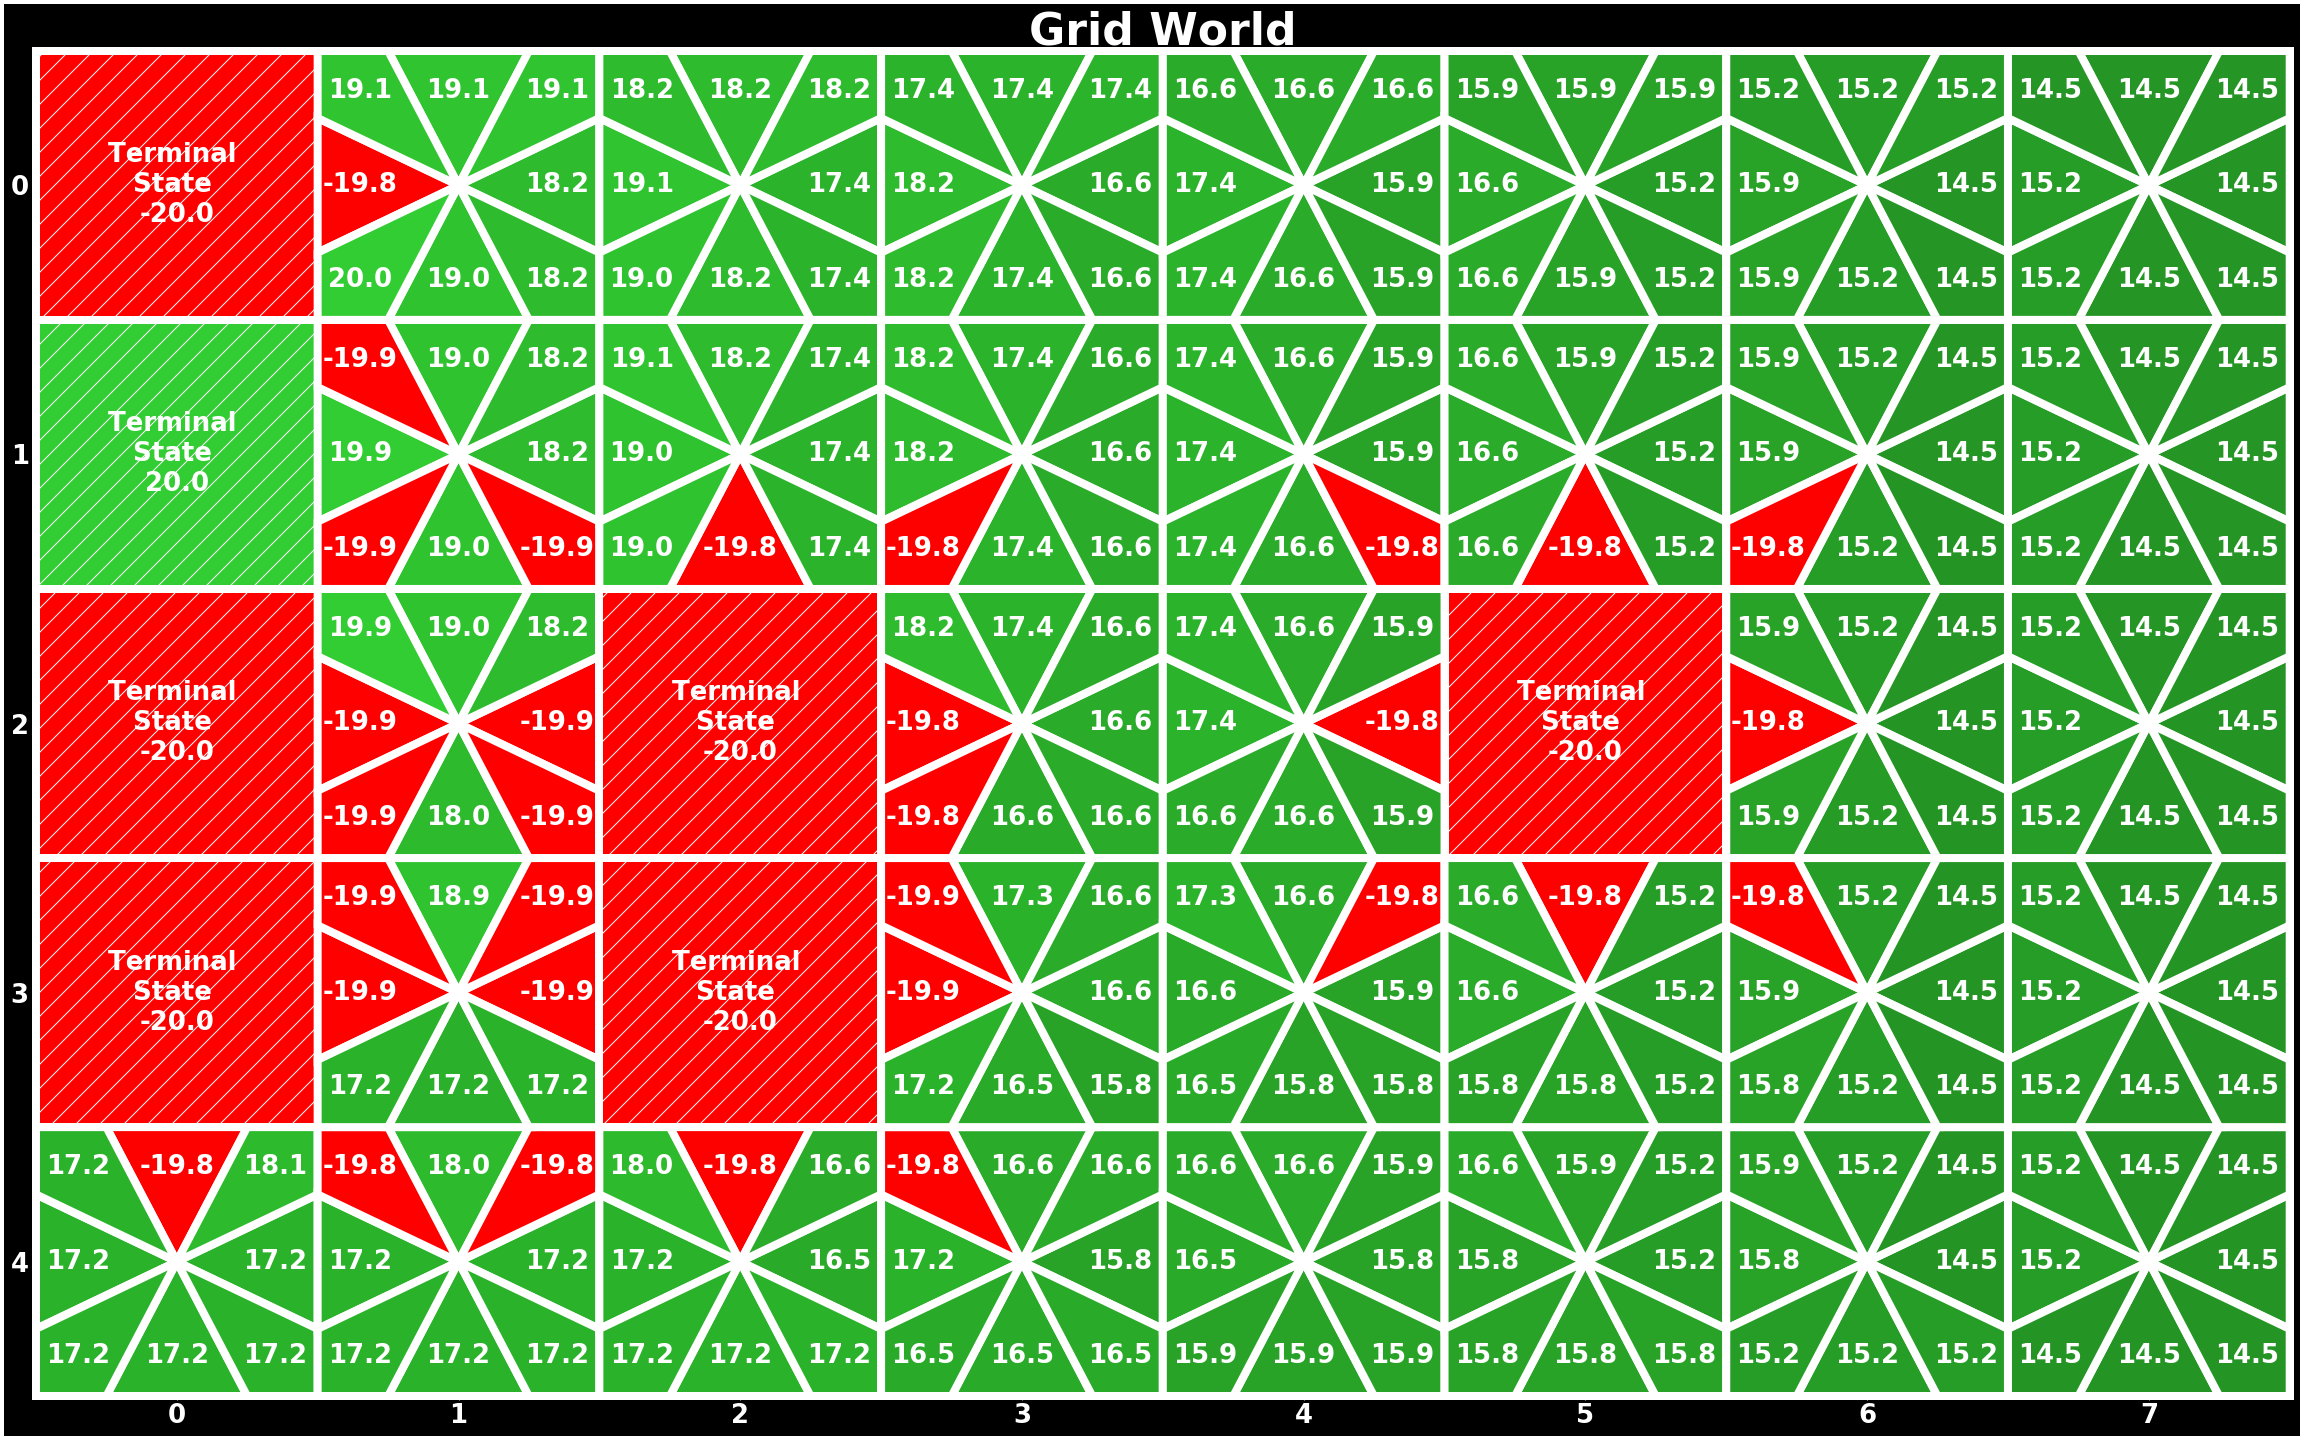 Grid World
19.1 19.1 19.1 18.2 18.2 18.2 17.4 17.4 17.4 16.6 16.6 16.6 15.9 15.9 15.9 15.2 15.2 15.2 14.5 14.5 14.5
Terminal
State
-20.0
0 -19.8 18.2 19.1 17.4 18.2 16.6 17.4 15.9 16.6 15.2 15.9 14.5 15.2 14.5
20.0 19.0 18.2 19.0 18.2 17.4 18.2 17.4 16.6 17.4 16.6 15.9 16.6 15.9 15.2 15.9 15.2 14.5 15.2 14.5 14.5
-19.9 19.0 18.2 19.1 18.2 17.4 18.2 17.4 16.6 17.4 16.6 15.9 16.6 15.9 15.2 15.9 15.2 14.5 15.2 14.5 14.5
Terminal
State
20.0
1 19.9 18.2 19.0 17.4 18.2 16.6 17.4 15.9 16.6 15.2 15.9 14.5 15.2 14.5
-19.9 19.0 -19.9 19.0 -19.8 17.4 -19.8 17.4 16.6 17.4 16.6 -19.8 16.6 -19.8 15.2 -19.8 15.2 14.5 15.2 14.5 14.5
19.9 19.0 18.2 18.2 17.4 16.6 17.4 16.6 15.9 15.9 15.2 14.5 15.2 14.5 14.5
Terminal Terminal Terminal
State State State
-20.0 -20.0 -20.0
2 -19.9 -19.9 -19.8 16.6 17.4 -19.8 -19.8 14.5 15.2 14.5
-19.9 18.0 -19.9 -19.8 16.6 16.6 16.6 16.6 15.9 15.9 15.2 14.5 15.2 14.5 14.5
-19.9 18.9 -19.9 -19.9 17.3 16.6 17.3 16.6 -19.8 16.6 -19.8 15.2 -19.8 15.2 14.5 15.2 14.5 14.5
Terminal Terminal
State State
-20.0 -20.0
3 -19.9 -19.9 -19.9 16.6 16.6 15.9 16.6 15.2 15.9 14.5 15.2 14.5
17.2 17.2 17.2 17.2 16.5 15.8 16.5 15.8 15.8 15.8 15.8 15.2 15.8 15.2 14.5 15.2 14.5 14.5
17.2 -19.8 18.1 -19.8 18.0 -19.8 18.0 -19.8 16.6 -19.8 16.6 16.6 16.6 16.6 15.9 16.6 15.9 15.2 15.9 15.2 14.5 15.2 14.5 14.5
4 17.2 17.2 17.2 17.2 17.2 16.5 17.2 15.8 16.5 15.8 15.8 15.2 15.8 14.5 15.2 14.5
17.2 17.2 17.2 17.2 17.2 17.2 17.2 17.2 17.2 16.5 16.5 16.5 15.9 15.9 15.9 15.8 15.8 15.8 15.2 15.2 15.2 14.5 14.5 14.5
0 1 2 3 4 5 6 7